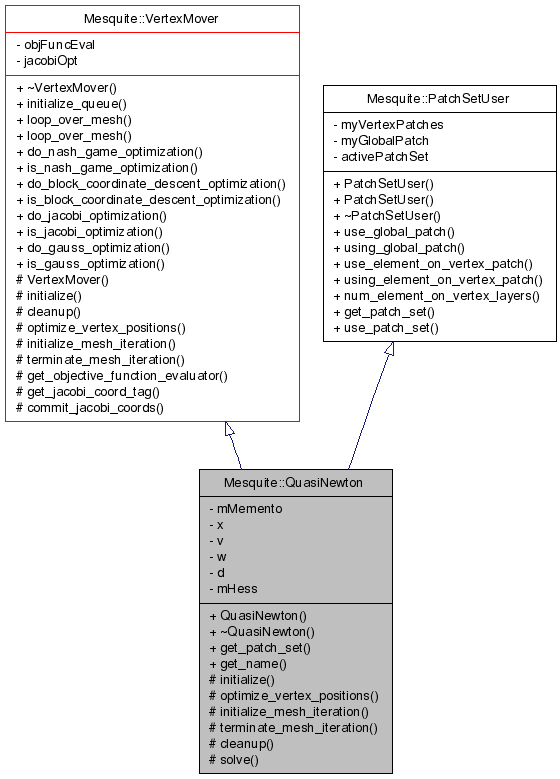 Mesquite::VertexMover
- objFuncEval
- jacobiOpt
+ ~VertexMover()
+ initialize_queue()
+ loop_over_mesh()
+ loop_over_mesh()
+ do_nash_game_optimization()
+ is_nash_game_optimization()
+ do_block_coordinate_descent_optimization()
+ is_block_coordinate_descent_optimization()
+ do_jacobi_optimization()
+ is_jacobi_optimization()
+ do_gauss_optimization()
+ is_gauss_optimization()
# VertexMover()
# initialize()
# cleanup()
# optimize_vertex_positions()
# initialize_mesh_iteration()
# terminate_mesh_iteration()
# get_objective_function_evaluator()
# get_jacobi_coord_tag()
# commit_jacobi_coords()
Mesquite::PatchSetUser
- myVertexPatches
- myGlobalPatch
- activePatchSet
+ PatchSetUser()
+ PatchSetUser()
+ ~PatchSetUser()
+ use_global_patch()
+ using_global_patch()
+ use_element_on_vertex_patch()
+ using_element_on_vertex_patch()
+ num_element_on_vertex_layers()
+ get_patch_set()
+ use_patch_set()
Mesquite::QuasiNewton
- mMemento
- x
- v
- w
- d
- mHess
+ QuasiNewton()
+ ~QuasiNewton()
+ get_patch_set()
+ get_name()
# initialize()
# optimize_vertex_positions()
# initialize_mesh_iteration()
# terminate_mesh_iteration()
# cleanup()
# solve()